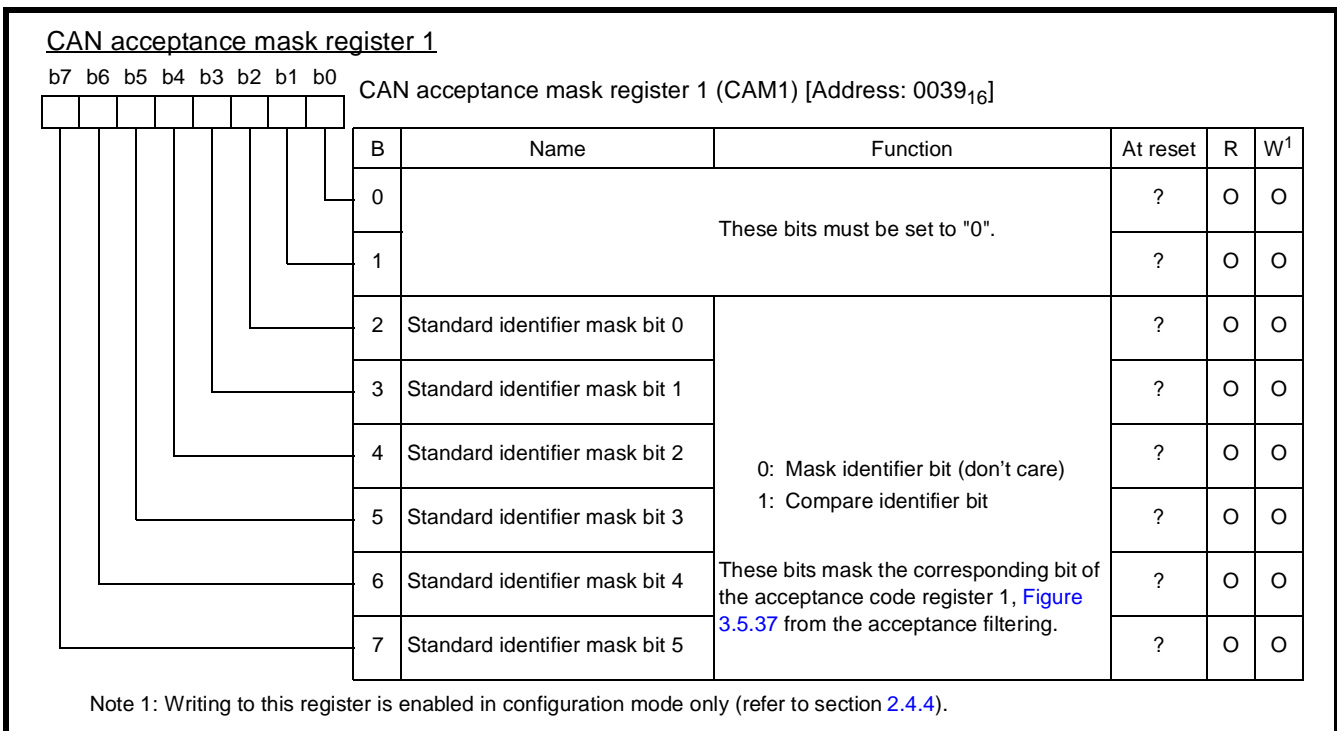 CAN acceptance mask register 1
b7 b6 b5 b4 b3 b2 b1 b0
CAN acceptance mask register 1 (CAM1) [Address: 0039₁₆]
B Name Function At reset R W¹
0 ? O O
These bits must be set to "0".
1 ? O O
2 Standard identifier mask bit 0 ? O O
3 Standard identifier mask bit 1 ? O O
4 Standard identifier mask bit 2 ? O O
0: Mask identifier bit (don't care)
1: Compare identifier bit
5 Standard identifier mask bit 3 ? O O
6 Standard identifier mask bit 4 ? O O
These bits mask the corresponding bit of
the acceptance code register 1, Figure
3.5.37 from the acceptance filtering.
7 Standard identifier mask bit 5 ? O O
Note 1: Writing to this register is enabled in configuration mode only (refer to section 2.4.4).